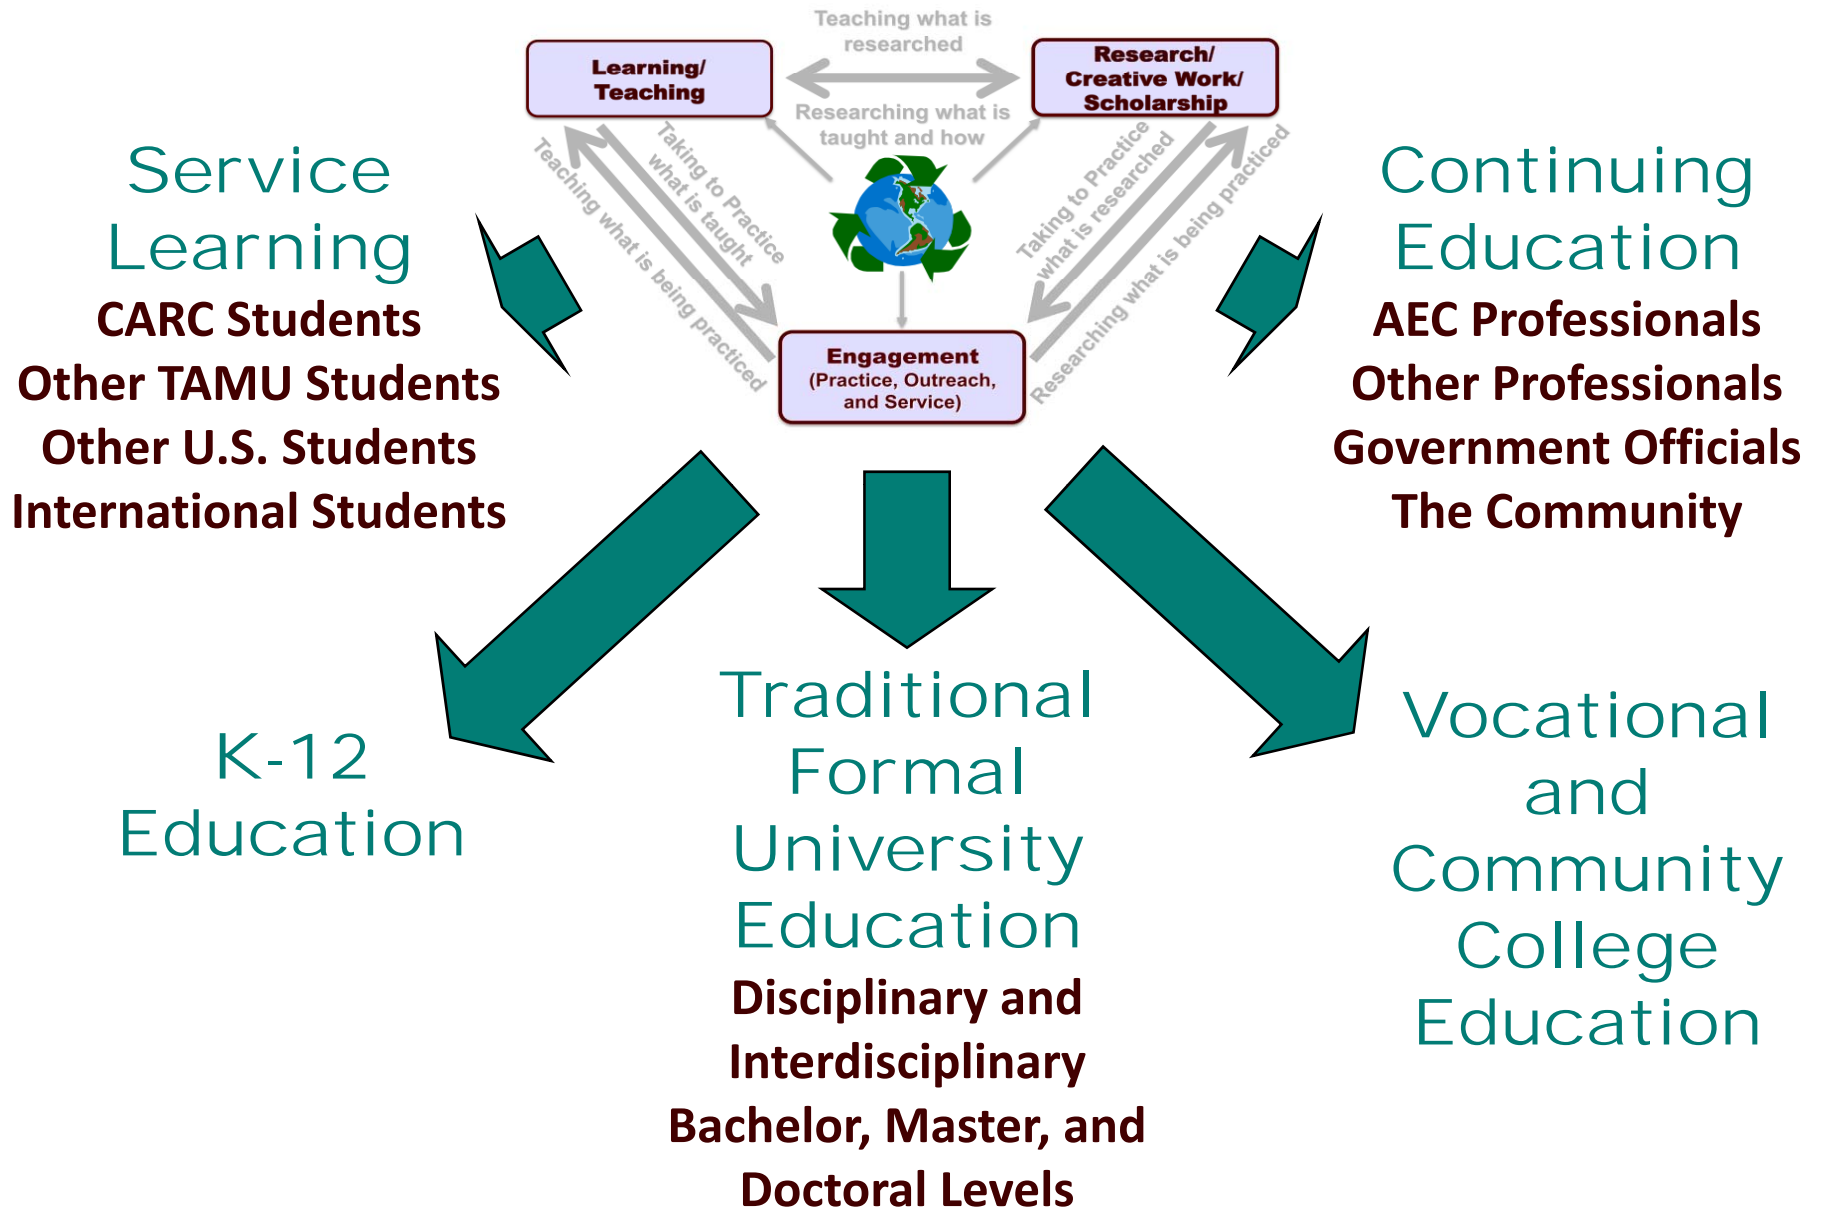 Teaching what is
researched
Learning/
Teaching
Research/
Creative Work/
Scholarship
Researching what is
taught and how
Teaching what is being practiced
Taking to Practice
what is taught
Taking to Practice
what is researched
Researching what is being practiced
Engagement
(Practice, Outreach,
and Service)
Service
Learning
CARC Students
Other TAMU Students
Other U.S. Students
International Students
Continuing
Education
AEC Professionals
Other Professionals
Government Officials
The Community
K-12
Education
Traditional
Formal
University
Education
Disciplinary and
Interdisciplinary
Bachelor, Master, and
Doctoral Levels
Vocational
and
Community
College
Education